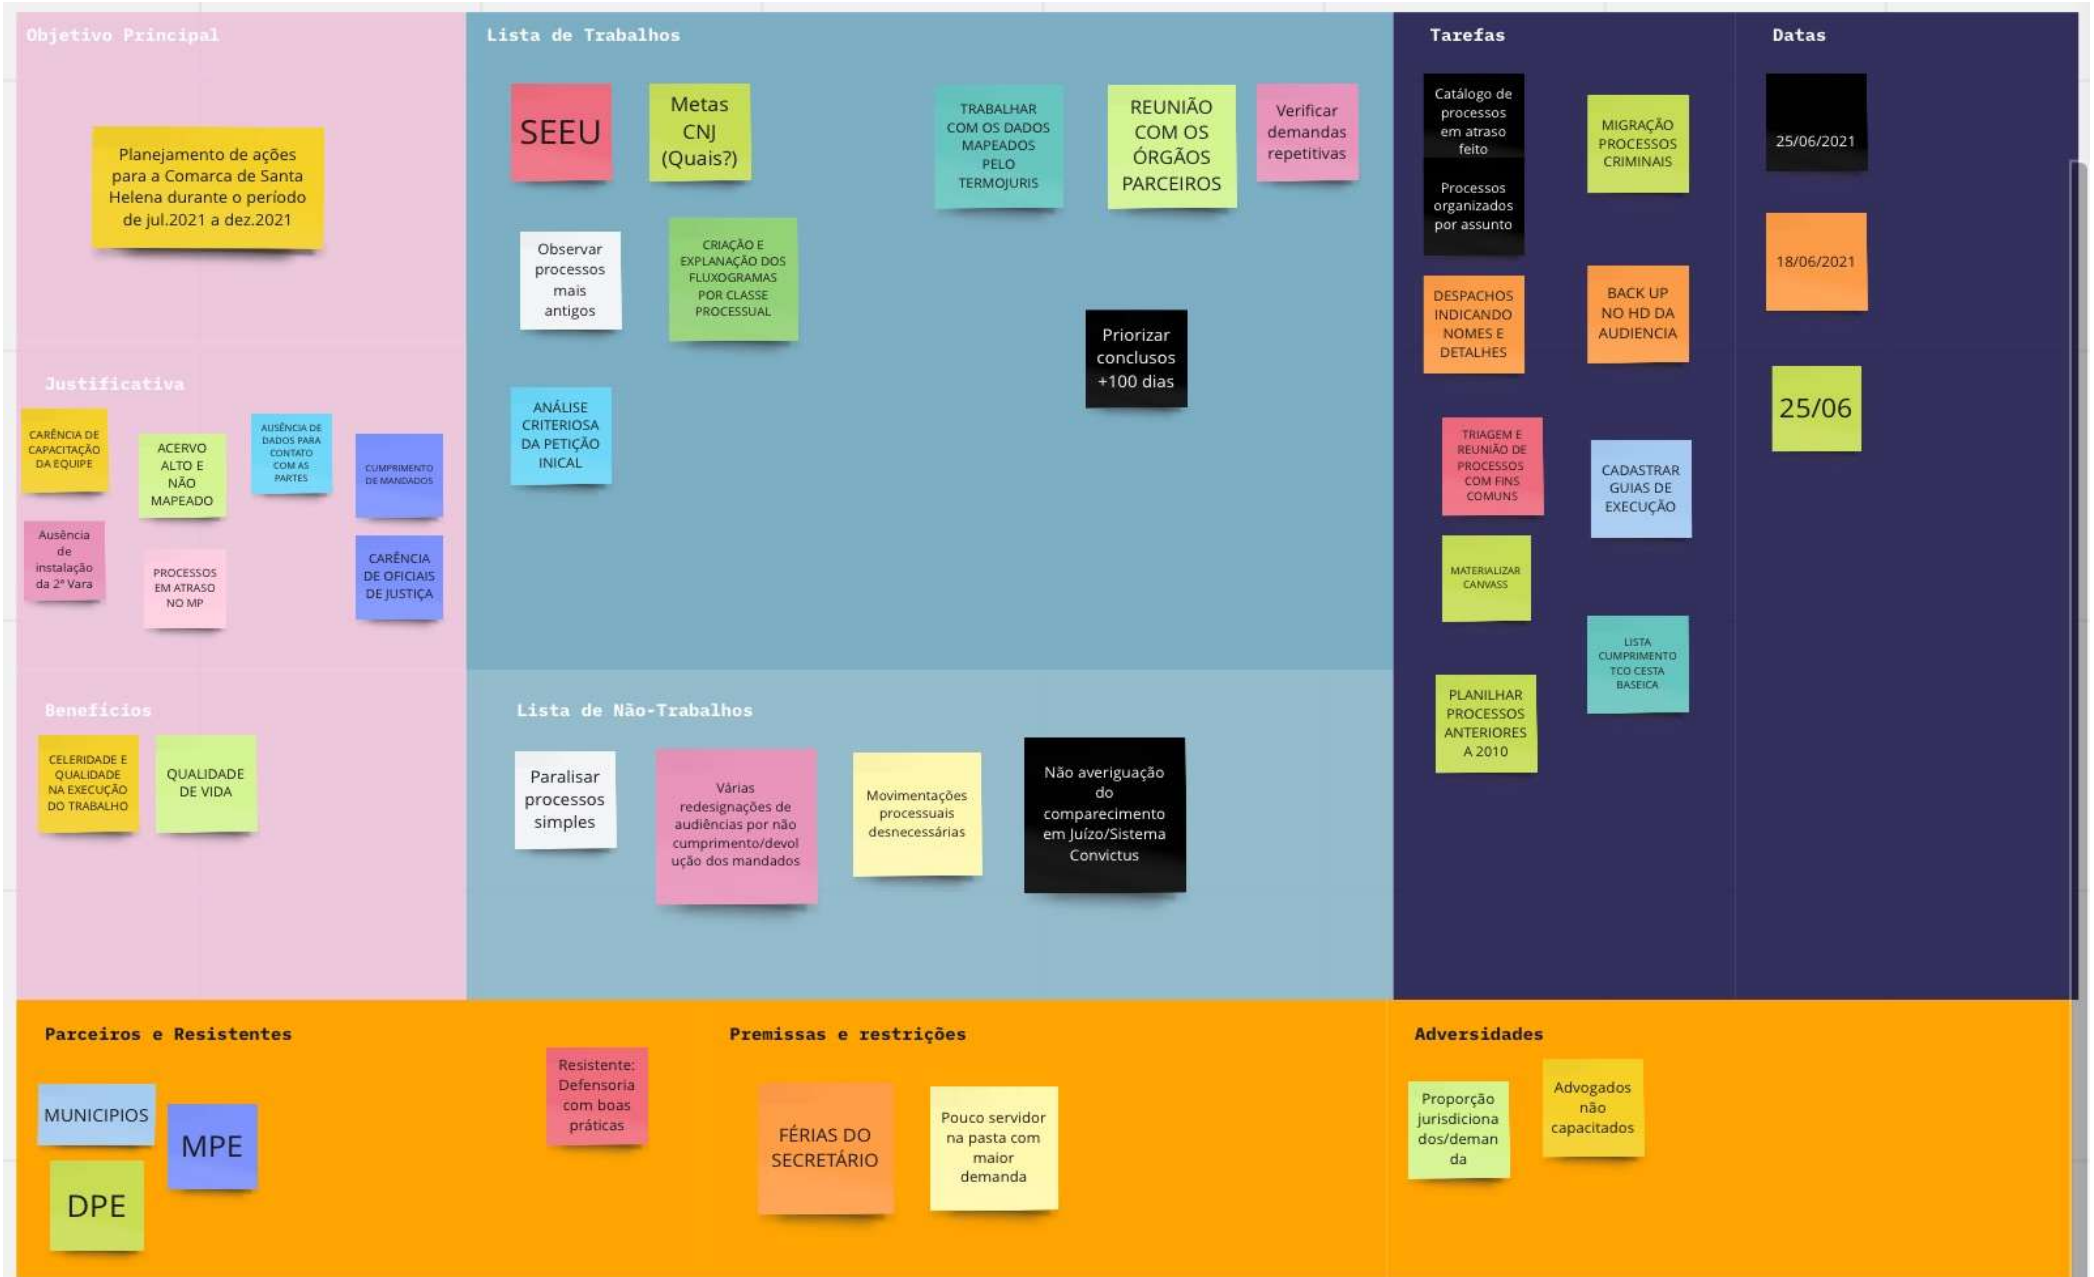 Objetivo Principal
Planejamento de ações
para a Comarca de Santa
Helena durante o período
de jul.2021 a dez.2021
Justificativa
CARÊNCIA DE
CAPACITAÇÃO
DA EQUIPE
ACERVO
ALTO E
NÃO
MAPEADO
AUSÊNCIA DE
DADOS PARA
CONTATO
COM AS
PARTES
CUMPRIMENTO
DE MANDADOS
Ausência
de
instalação
da 2ª Vara
PROCESSOS
EM ATRASO
NO MP
CARÊNCIA
DE OFICIAIS
DE JUSTIÇA
Benefícios
CELERIDADE E
QUALIDADE
NA EXECUÇÃO
DO TRABALHO
QUALIDADE
DE VIDA
Lista de Trabalhos
SEEU
Metas
CNJ
(Quais?)
TRABALHAR
COM OS DADOS
MAPEADOS
PELO
TERMOJURIS
REUNIÃO
COM OS
ÓRGÃOS
PARCEIROS
Verificar
demandas
repetitivas
Observar
processos
mais
antigos
CRIAÇÃO E
EXPLANAÇÃO DOS
FLUXOGRAMAS
POR CLASSE
PROCESSUAL
Priorizar
conclusos
+100 dias
ANÁLISE
CRITERIOSA
DA PETIÇÃO
INICAL
Lista de Não-Trabalhos
Paralisar
processos
simples
Várias
redesignações de
audiências por não
cumprimento/devol
ução dos mandados
Movimentações
processuais
desnecessárias
Não averiguação
do
comparecimento
em Juízo/Sistema
Convictus
Tarefas
Catálogo de
processos
em atraso
feito
Processos
organizados
por assunto
MIGRAÇÃO
PROCESSOS
CRIMINAIS
DESPACHOS
INDICANDO
NOMES E
DETALHES
BACK UP
NO HD DA
AUDIENCIA
TRIAGEM E
REUNIÃO DE
PROCESSOS
COM FINS
COMUNS
CADASTRAR
GUIAS DE
EXECUÇÃO
MATERIALIZAR
CANVASS
LISTA
CUMPRIMENTO
TCO CESTA
BASEICA
PLANILHAR
PROCESSOS
ANTERIORES
A 2010
Datas
25/06/2021
18/06/2021
25/06
Parceiros e Resistentes
MUNICIPIOS
MPE
DPE
Resistente:
Defensoria
com boas
práticas
Premissas e restrições
FÉRIAS DO
SECRETÁRIO
Pouco servidor
na pasta com
maior
demanda
Adversidades
Proporção
jurisdiciona
dos/deman
da
Advogados
não
capacitados